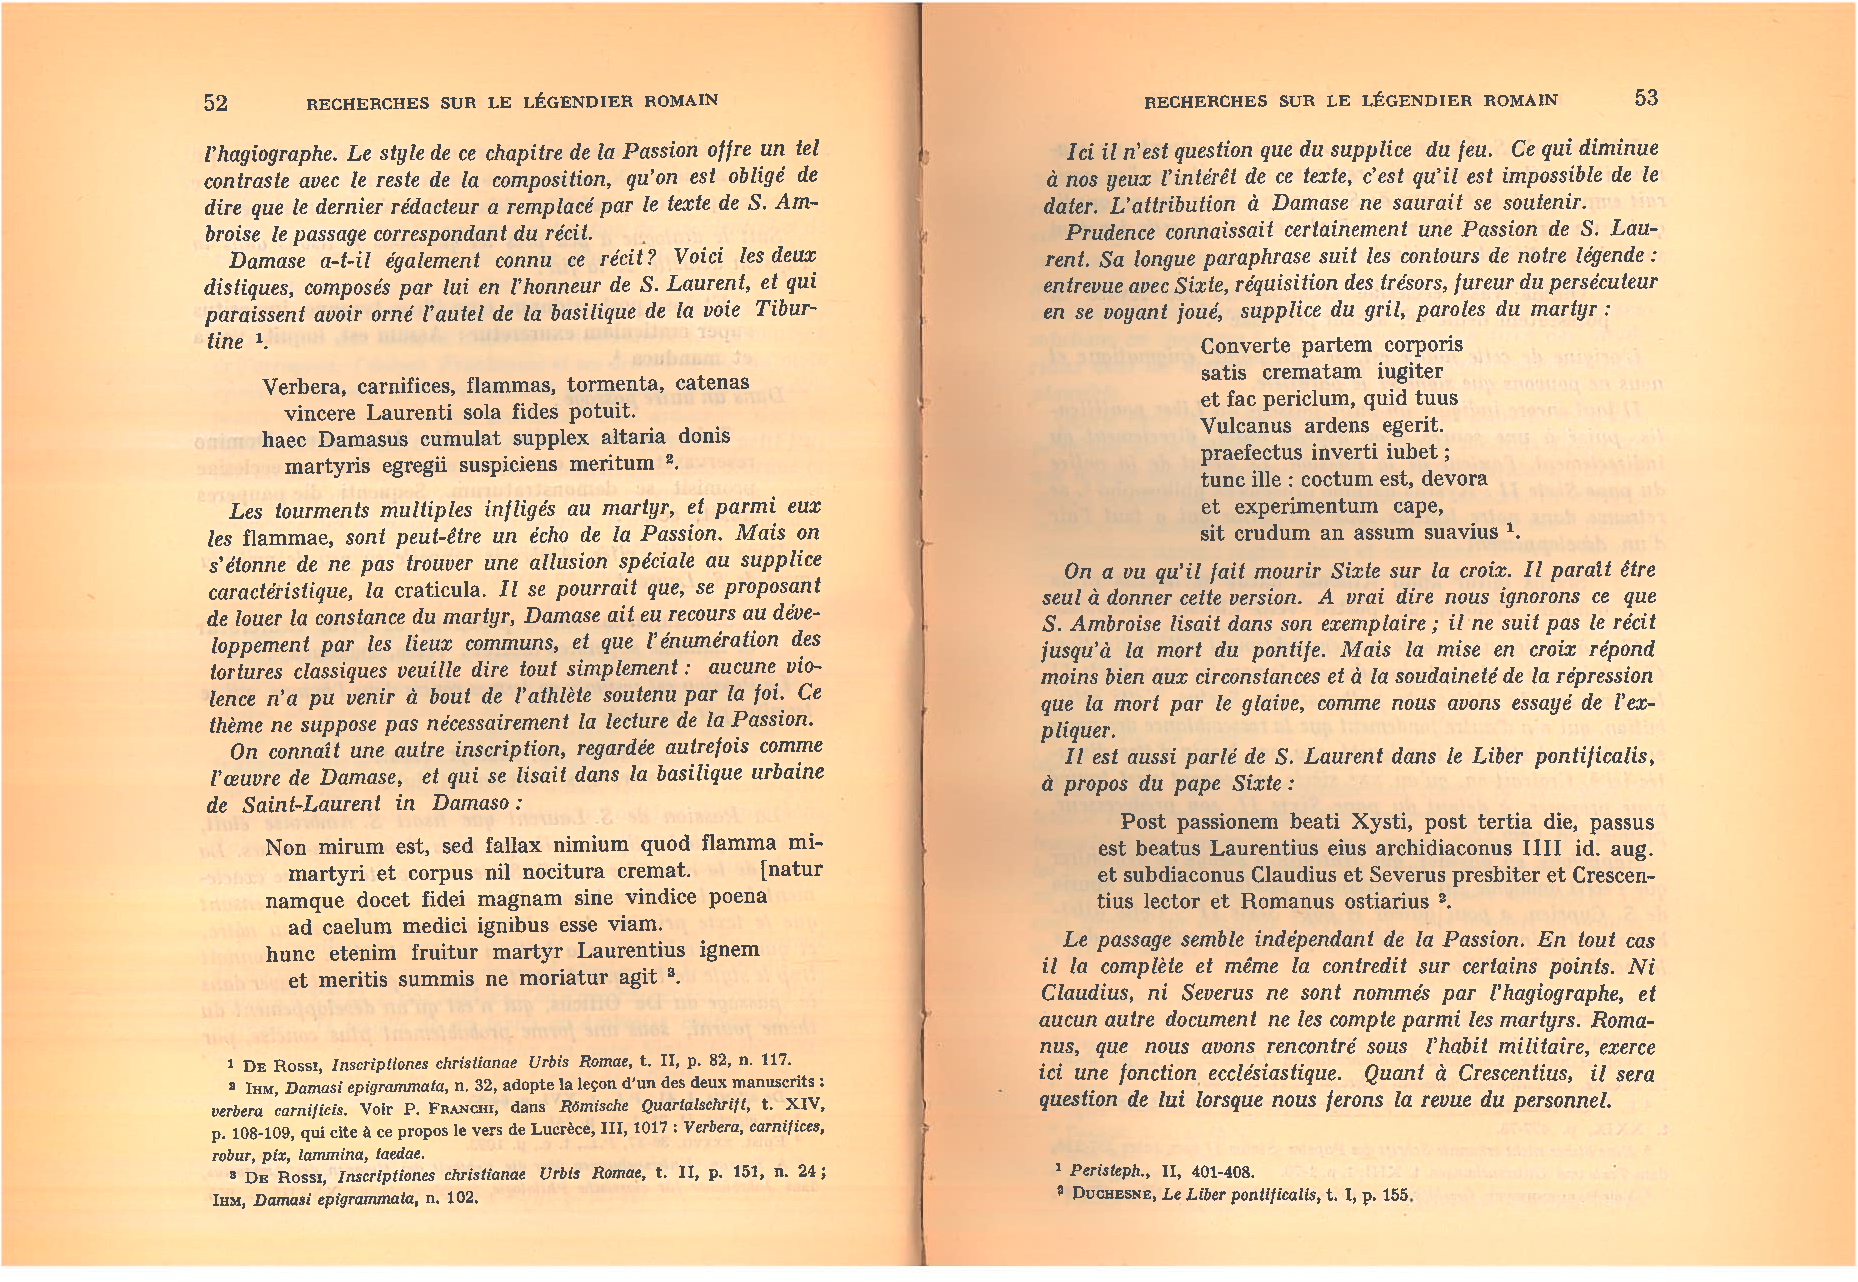 52 RECHERCHES SUR LE LÉGENDIER ROMAIN
l'hagiographe. Le style de ce chapitre de la Passion offre un tel
contraste avec le reste de la composition, qu'on est obligé de
dire que le dernier rédacteur a remplacé par le texte de S. Am-
broise le passage correspondant du récit.
Damase a-t-il également connu ce récit? Voici les deux
distiques, composés par lui en l'honneur de S. Laurent, et qui
paraissent avoir orné l'autel de la basilique de la voie Tibur-
tine ¹.
Verbera, carnifices, flammas, tormenta, catenas
vincere Laurenti sola fides potuit.
haec Damasus cumulat supplex altaria donis
martyris egregii suspiciens meritum ².
Les tourments multiples infligés au martyr, et parmi eux
les flammae, sont peut-être un écho de la Passion. Mais on
s'étonne de ne pas trouver une allusion spéciale au supplice
caractéristique, la craticula. Il se pourrait que, se proposant
de louer la constance du martyr, Damase ait eu recours au déve-
loppement par les lieux communs, et que l'énumération des
tortures classiques veuille dire tout simplement : aucune vio-
lence n'a pu venir à bout de l'athlète soutenu par la foi. Ce
thème ne suppose pas nécessairement la lecture de la Passion.
On connaît une autre inscription, regardée autrefois comme
l'œuvre de Damase, et qui se lisait dans la basilique urbaine
de Saint-Laurent in Damaso :
Non mirum est, sed fallax nimium quod flamma mi-
martyri et corpus nil nocitura cremat. [natur
namque docet fidei magnam sine vindice poena
ad caelum medici ignibus esse viam.
hunc etenim fruitur martyr Laurentius ignem
et meritis summis ne moriatur agit ³.
¹ DE ROSSI, Inscriptiones christianae Urbis Romae, t. II, p. 82, n. 117.
² IHM, Damasi epigrammata, n. 32, adopte la leçon d'un des deux manuscrits :
verbera carnificis. Voir P. FRANCHI, dans Römische Quartalschrift, t. XIV,
p. 108-109, qui cite à ce propos le vers de Lucrèce, III, 1017 : Verbera, carnifices,
robur, pix, lammina, taedae.
³ DE ROSSI, Inscriptiones christianae Urbis Romae, t. II, p. 151, n. 24 ;
IHM, Damasi epigrammata, n. 102.
RECHERCHES SUR LE LÉGENDIER ROMAIN 53
Ici il n'est question que du supplice du feu. Ce qui diminue
à nos yeux l'intérêt de ce texte, c'est qu'il est impossible de le
dater. L'attribution à Damase ne saurait se soutenir.
Prudence connaissait certainement une Passion de S. Lau-
rent. Sa longue paraphrase suit les contours de notre légende :
entrevue avec Sixte, réquisition des trésors, fureur du persécuteur
en se voyant joué, supplice du gril, paroles du martyr :
Converte partem corporis
satis crematam iugiter
et fac periclum, quid tuus
Vulcanus ardens egerit.
praefectus inverti iubet ;
tunc ille : coctum est, devora
et experimentum cape,
sit crudum an assum suavius ¹.
On a vu qu'il fait mourir Sixte sur la croix. Il paraît être
seul à donner cette version. A vrai dire nous ignorons ce que
S. Ambroise lisait dans son exemplaire ; il ne suit pas le récit
jusqu'à la mort du pontife. Mais la mise en croix répond
moins bien aux circonstances et à la soudaineté de la répression
que la mort par le glaive, comme nous avons essayé de l'ex-
pliquer.
Il est aussi parlé de S. Laurent dans le Liber pontificalis,
à propos du pape Sixte :
Post passionem beati Xysti, post tertia die, passus
est beatus Laurentius eius archidiaconus IIII id. aug.
et subdiaconus Claudius et Severus presbiter et Crescen-
tius lector et Romanus ostiarius ².
Le passage semble indépendant de la Passion. En tout cas
il la complète et même la contredit sur certains points. Ni
Claudius, ni Severus ne sont nommés par l'hagiographe, et
aucun autre document ne les compte parmi les martyrs. Roma-
nus, que nous avons rencontré sous l'habit militaire, exerce
ici une fonction ecclésiastique. Quant à Crescentius, il sera
question de lui lorsque nous ferons la revue du personnel.
¹ Peristeph., II, 401-408.
² DUCHESNE, Le Liber pontificalis, t. I, p. 155.